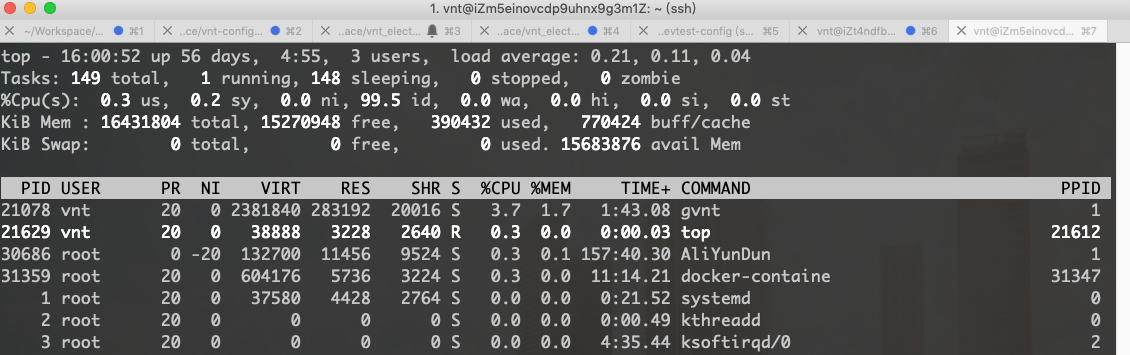 1. vnt@iZm5einovcdp9uhnx9g3m1Z: ~ (ssh)
~/Workspace/... ⌘1 ...ce/vnt-config... ⌘2 ...ace/vnt_elect... ⌘3 ...ace/vnt_elect... ⌘4 ...evtest-config (s... ⌘5 vnt@iZt4ndfb... ⌘6 vnt@iZm5einovcd... ⌘7
top - 16:00:52 up 56 days, 4:55, 3 users, load average: 0.21, 0.11, 0.04
Tasks: 149 total, 1 running, 148 sleeping, 0 stopped, 0 zombie
%Cpu(s): 0.3 us, 0.2 sy, 0.0 ni, 99.5 id, 0.0 wa, 0.0 hi, 0.0 si, 0.0 st
KiB Mem : 16431804 total, 15270948 free, 390432 used, 770424 buff/cache
KiB Swap: 0 total, 0 free, 0 used. 15683876 avail Mem
PID USER PR NI VIRT RES SHR S %CPU %MEM TIME+ COMMAND PPID
21078 vnt 20 0 2381840 283192 20016 S 3.7 1.7 1:43.08 gvnt 1
21629 vnt 20 0 38888 3228 2640 R 0.3 0.0 0:00.03 top 21612
30686 root 0 -20 132700 11456 9524 S 0.3 0.1 157:40.30 AliYunDun 1
31359 root 20 0 604176 5736 3224 S 0.3 0.0 11:14.21 docker-containe 31347
1 root 20 0 37580 4428 2764 S 0.0 0.0 0:21.52 systemd 0
2 root 20 0 0 0 0 S 0.0 0.0 0:00.49 kthreadd 0
3 root 20 0 0 0 0 S 0.0 0.0 4:35.44 ksoftirqd/0 2